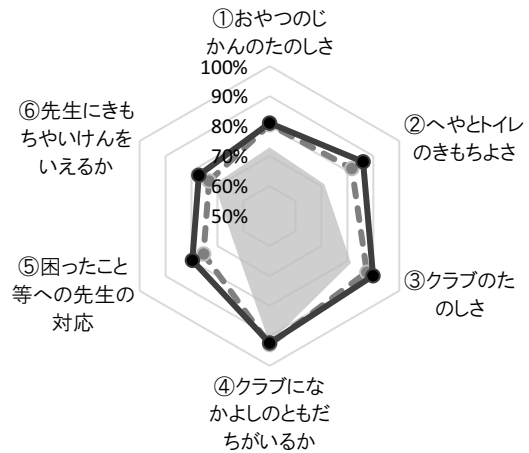 ①おやつのじ
かんのたのしさ
100%
90%
80%
70%
60%
50%
②へやとトイレ
のきもちよさ
③クラブのた
のしさ
④クラブにな
かよしのともだ
ちがいるか
⑤困ったこと
等への先生の
対応
⑥先生にきも
ちやいけんを
いえるか